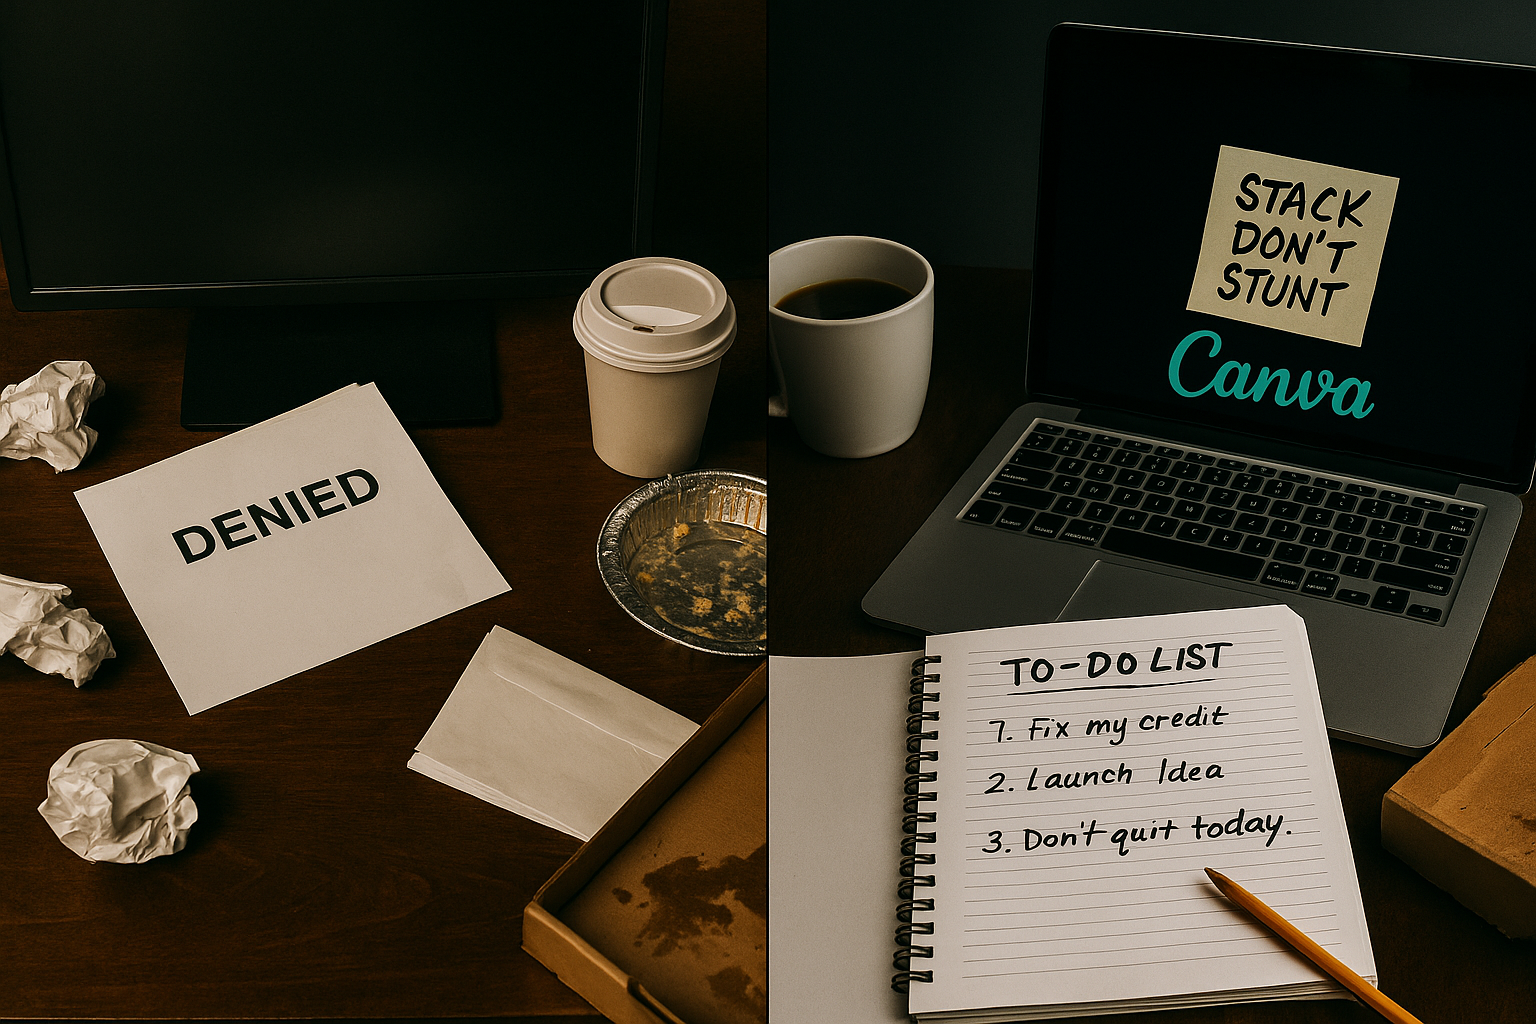 DENIED
STACK
DON'T
STUNT
Canva
TO-DO LIST
7. Fix my credit
2. Launch Idea
3. Don't quit today.